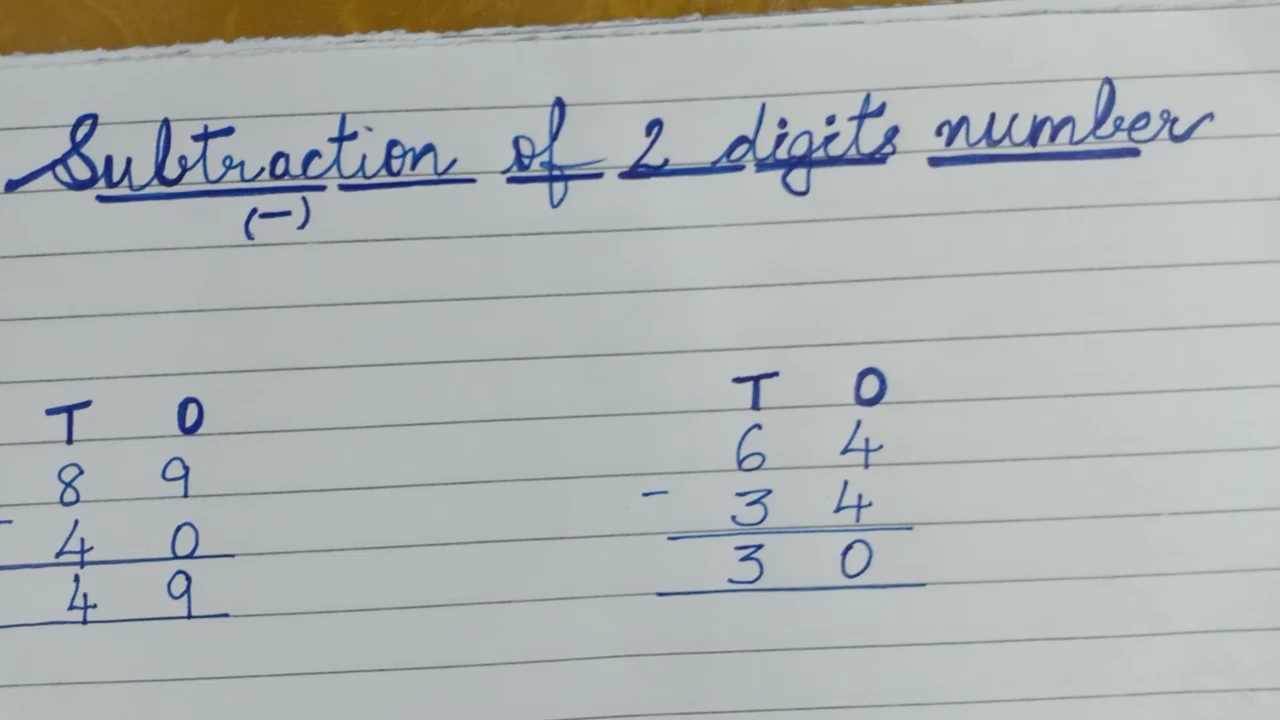 Subtraction of 2 digits number
(-)
T O
8 9
- 4 0
4 9
T O
6 4
- 3 4
3 0